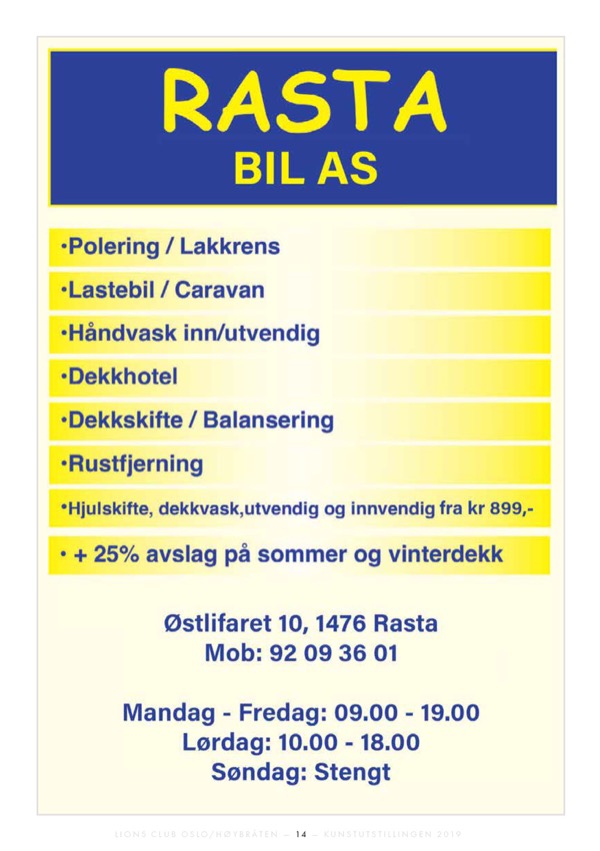 RASTA
BIL AS
•Polering / Lakkrens
•Lastebil / Caravan
•Håndvask inn/utvendig
•Dekkhotel
•Dekkskifte / Balansering
•Rustfjerning
•Hjulskifte, dekkvask,utvendig og innvendig fra kr 899,-
• + 25% avslag på sommer og vinterdekk
Østlifaret 10, 1476 Rasta
Mob: 92 09 36 01
Mandag - Fredag: 09.00 - 19.00
Lørdag: 10.00 - 18.00
Søndag: Stengt
LIONS CLUB OSLO/HØYBRÅTEN – 14 – KUNSTUTSTILLINGEN 2019